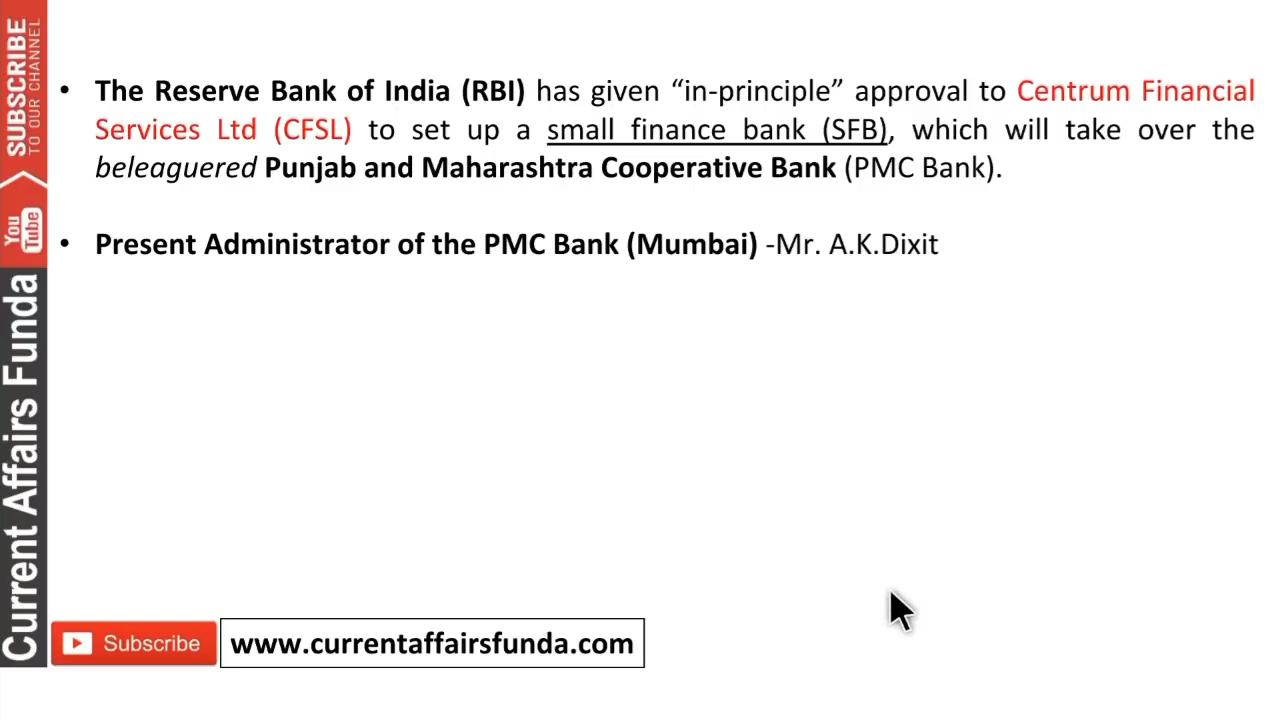 SUBSCRIBE
TO OUR CHANNEL
You
Tube
Current Affairs Funda
• The Reserve Bank of India (RBI) has given “in-principle” approval to Centrum Financial
Services Ltd (CFSL) to set up a small finance bank (SFB), which will take over the
beleaguered Punjab and Maharashtra Cooperative Bank (PMC Bank).
• Present Administrator of the PMC Bank (Mumbai) -Mr. A.K.Dixit
Subscribe
www.currentaffairsfunda.com